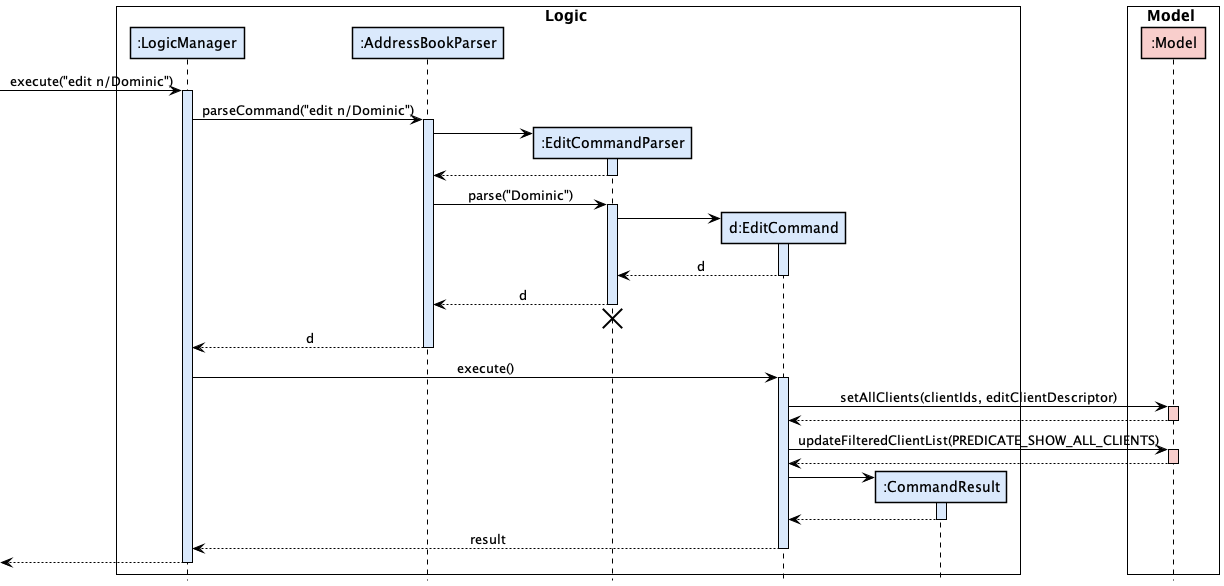 Logic
Model
:LogicManager
:AddressBookParser
:Model
execute("edit n/Dominic")
parseCommand("edit n/Dominic")
:EditCommandParser
parse("Dominic")
d:EditCommand
d
d
d
execute()
setAllClients(clientIds, editClientDescriptor)
updateFilteredClientList(PREDICATE_SHOW_ALL_CLIENTS)
:CommandResult
result